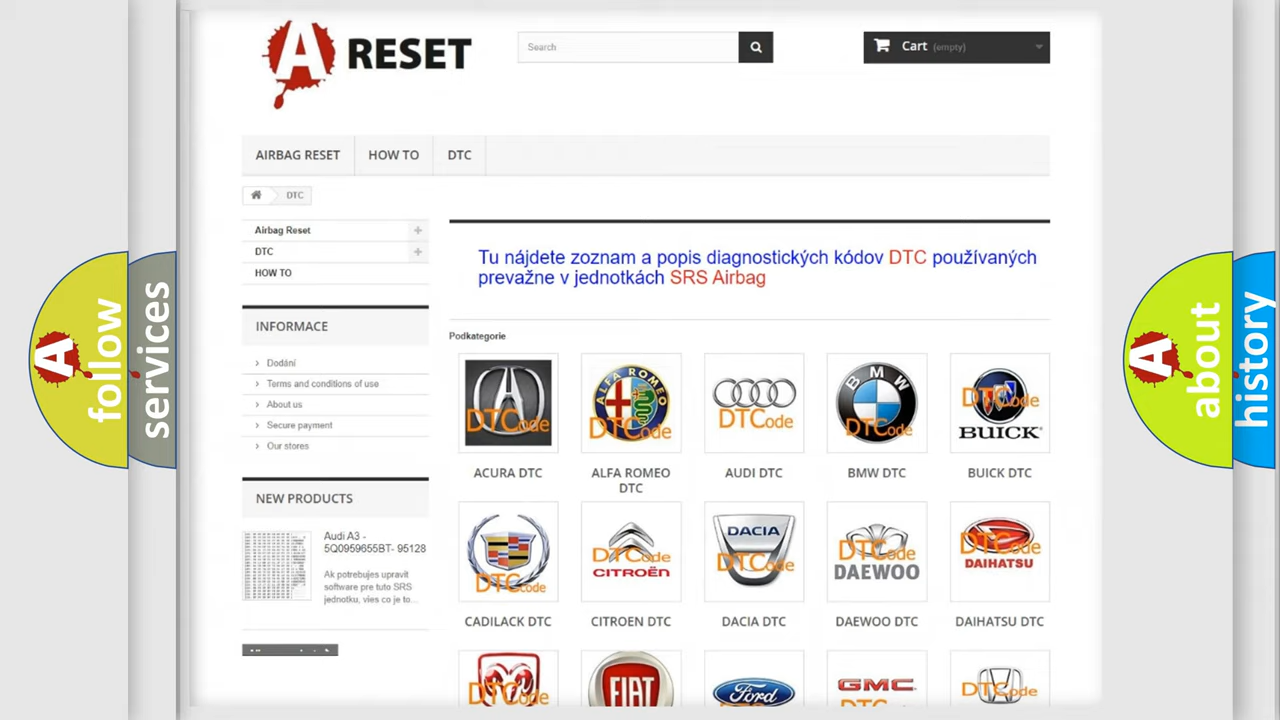 A RESET
Search
Cart (empty)
AIRBAG RESET
HOW TO
DTC
DTC
Airbag Reset
DTC
HOW TO
Tu nájdete zoznam a popis diagnostických kódov DTC používaných
prevažne v jednotkách SRS Airbag
INFORMACE
Dodání
Terms and conditions of use
About us
Secure payment
Our stores
NEW PRODUCTS
Audi A3 -
5Q0959655BT- 95128
Ak potrebujes upravit
software pre tuto SRS
jednotku, vies co je to...
Podkategorie
DTCode
ALFA ROMEO
DTCode
DTCode
BMW
DTCode
DTCode
BUICK
ACURA DTC
ALFA ROMEO
DTC
AUDI DTC
BMW DTC
BUICK DTC
DTCode
DTCode
CITROËN
DACIA
DTCode
DTCode
DAEWOO
DTCode
DAIHATSU
CADILACK DTC
CITROEN DTC
DACIA DTC
DAEWOO DTC
DAIHATSU DTC
DTCode
FIAT
Ford
GMC
DTCode
A follow
services
A about
history